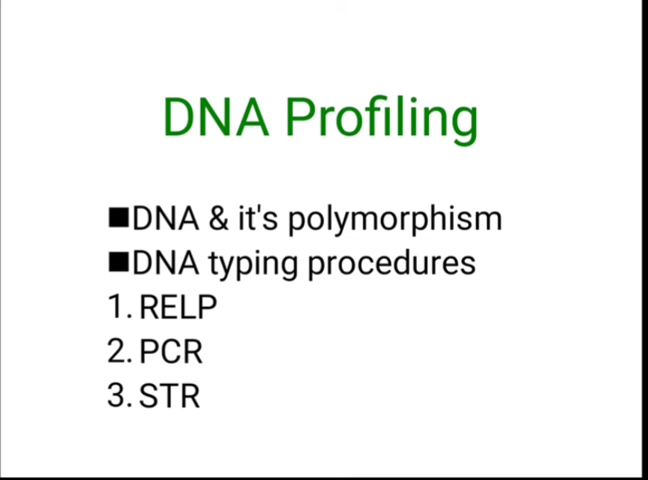 DNA Profiling
■DNA & it's polymorphism
■DNA typing procedures
1. RELP
2. PCR
3. STR